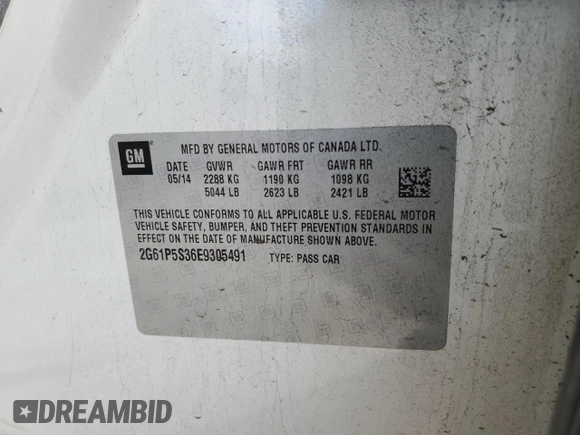 GM
MFD BY GENERAL MOTORS OF CANADA LTD.
DATE GVWR GAWR FRT GAWR RR
05/14 2288 KG 1190 KG 1098 KG
5044 LB 2623 LB 2421 LB
THIS VEHICLE CONFORMS TO ALL APPLICABLE U.S. FEDERAL MOTOR
VEHICLE SAFETY, BUMPER, AND THEFT PREVENTION STANDARDS IN
EFFECT ON THE DATE OF MANUFACTURE SHOWN ABOVE.
2G61P5S36E9305491 TYPE: PASS CAR
DREAMBID